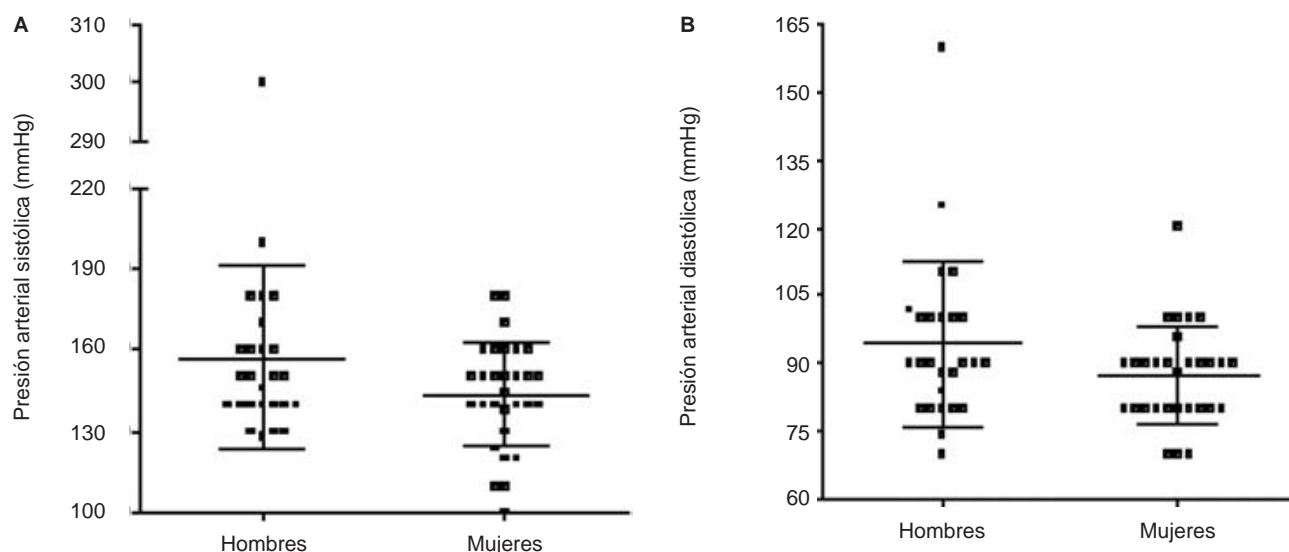 A
Presión arterial sistólica (mmHg)
310
300
290
220
190
160
130
100
Hombres
Mujeres
B
Presión arterial diastólica (mmHg)
165
150
135
120
105
90
75
60
Hombres
Mujeres